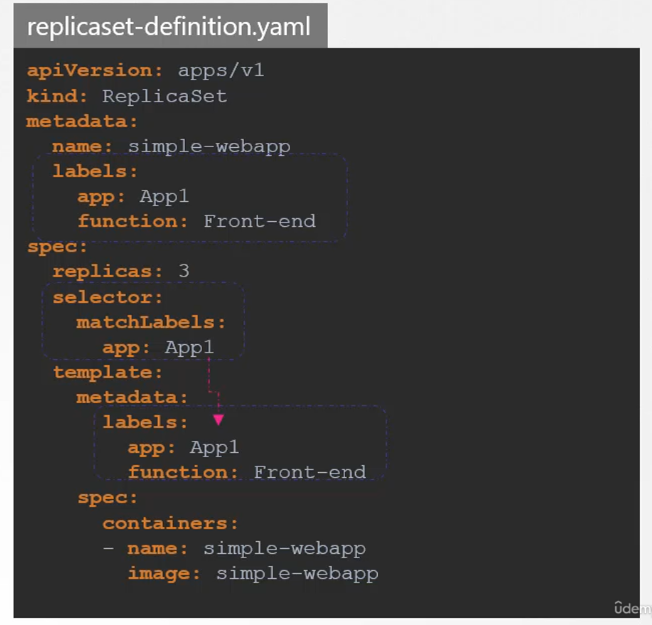 replicaset-definition.yaml
apiVersion: apps/v1
kind: ReplicaSet
metadata:
  name: simple-webapp
  labels:
    app: App1
    function: Front-end
spec:
  replicas: 3
  selector:
    matchLabels:
      app: App1
  template:
    metadata:
      labels:
        app: App1
        function: Front-end
    spec:
      containers:
      - name: simple-webapp
        image: simple-webapp